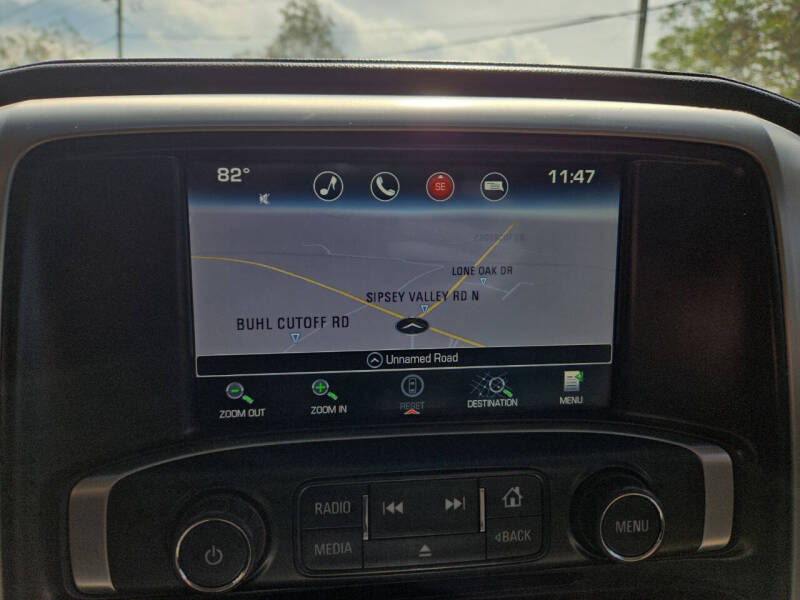 82°
SE
11:47
LONE OAK DR
SIPSEY VALLEY RD N
BUHL CUTOFF RD
Unnamed Road
ZOOM OUT
ZOOM IN
RESET
DESTINATION
MENU
RADIO
MEDIA
BACK
MENU